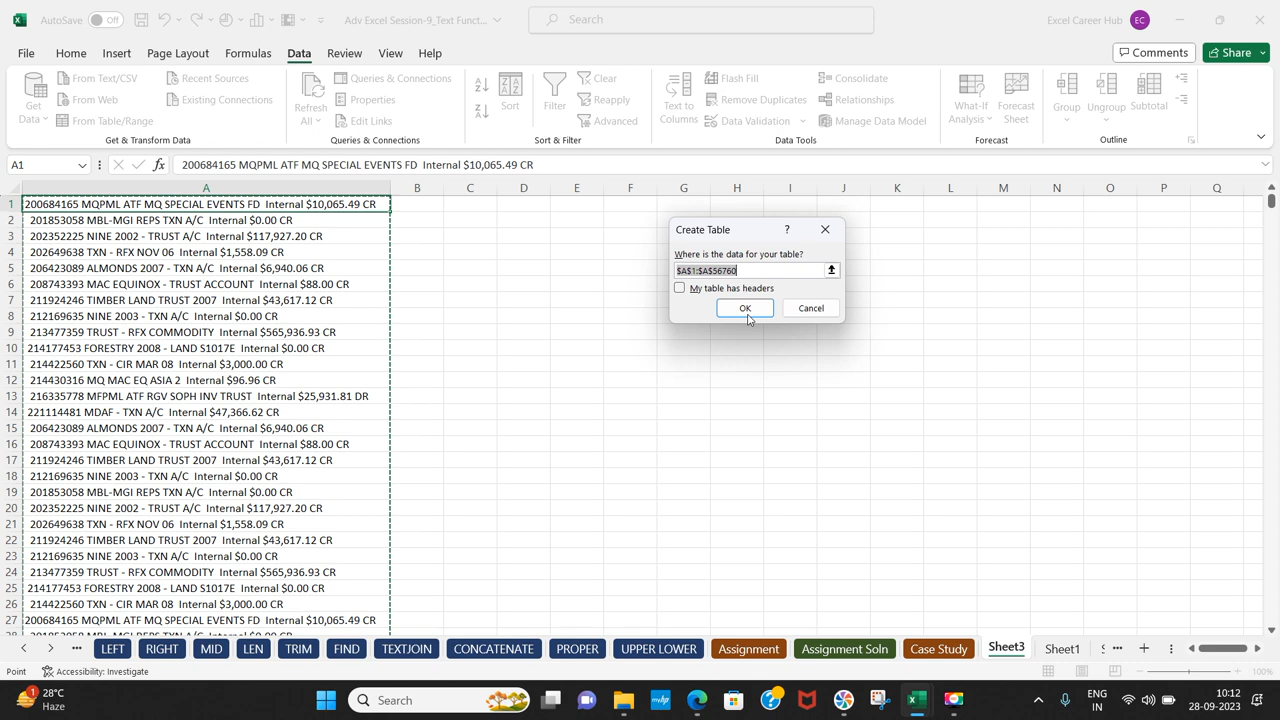 AutoSave Off Adv Excel Session-9_Text Funct... Search Excel Career Hub EC
File Home Insert Page Layout Formulas Data Review View Help Comments Share
Get Data From Text/CSV From Web From Table/Range Recent Sources Existing Connections
Refresh All Queries & Connections Properties Edit Links
Sort Filter Clear Reapply Advanced
Text to Columns Flash Fill Remove Duplicates Data Validation Consolidate Relationships Manage Data Model
What-If Analysis Forecast Sheet Group Ungroup Subtotal
Get & Transform Data Queries & Connections Sort & Filter Data Tools Forecast Outline
A1 fx 200684165 MQPML ATF MQ SPECIAL EVENTS FD Internal $10,065.49 CR
A B C D E F G H I J K L M N O P Q
1 200684165 MQPML ATF MQ SPECIAL EVENTS FD Internal $10,065.49 CR
2 201853058 MBL-MGI REPS TXN A/C Internal $0.00 CR
3 202352225 NINE 2002 - TRUST A/C Internal $117,927.20 CR
4 202649638 TXN - RFX NOV 06 Internal $1,558.09 CR
5 206423089 ALMONDS 2007 - TXN A/C Internal $6,940.06 CR
6 208743393 MAC EQUINOX - TRUST ACCOUNT Internal $88.00 CR
7 211924246 TIMBER LAND TRUST 2007 Internal $43,617.12 CR
8 212169635 NINE 2003 - TXN A/C Internal $0.00 CR
9 213477359 TRUST - RFX COMMODITY Internal $565,936.93 CR
10 214177453 FORESTRY 2008 - LAND S1017E Internal $0.00 CR
11 214422560 TXN - CIR MAR 08 Internal $3,000.00 CR
12 214430316 MQ MAC EQ ASIA 2 Internal $96.96 CR
13 216335778 MFPML ATF RGV SOPH INV TRUST Internal $25,931.81 DR
14 221114481 MDAF - TXN A/C Internal $47,366.62 CR
15 206423089 ALMONDS 2007 - TXN A/C Internal $6,940.06 CR
16 208743393 MAC EQUINOX - TRUST ACCOUNT Internal $88.00 CR
17 211924246 TIMBER LAND TRUST 2007 Internal $43,617.12 CR
18 212169635 NINE 2003 - TXN A/C Internal $0.00 CR
19 201853058 MBL-MGI REPS TXN A/C Internal $0.00 CR
20 202352225 NINE 2002 - TRUST A/C Internal $117,927.20 CR
21 202649638 TXN - RFX NOV 06 Internal $1,558.09 CR
22 211924246 TIMBER LAND TRUST 2007 Internal $43,617.12 CR
23 212169635 NINE 2003 - TXN A/C Internal $0.00 CR
24 213477359 TRUST - RFX COMMODITY Internal $565,936.93 CR
25 214177453 FORESTRY 2008 - LAND S1017E Internal $0.00 CR
26 214422560 TXN - CIR MAR 08 Internal $3,000.00 CR
27 200684165 MQPML ATF MQ SPECIAL EVENTS FD Internal $10,065.49 CR
28 201853058 MBL-MGI REPS TXN A/C Internal $0.00 CR
Create Table ?
Where is the data for your table?
$A$1:$A$56760
My table has headers
OK Cancel
... LEFT RIGHT MID LEN TRIM FIND TEXTJOIN CONCATENATE PROPER UPPER LOWER Assignment Assignment Soln Case Study Sheet3 Sheet1 ...
Point Accessibility: Investigate 100%
1 28°C
Haze
Search
ENG
IN
10:12
28-09-2023